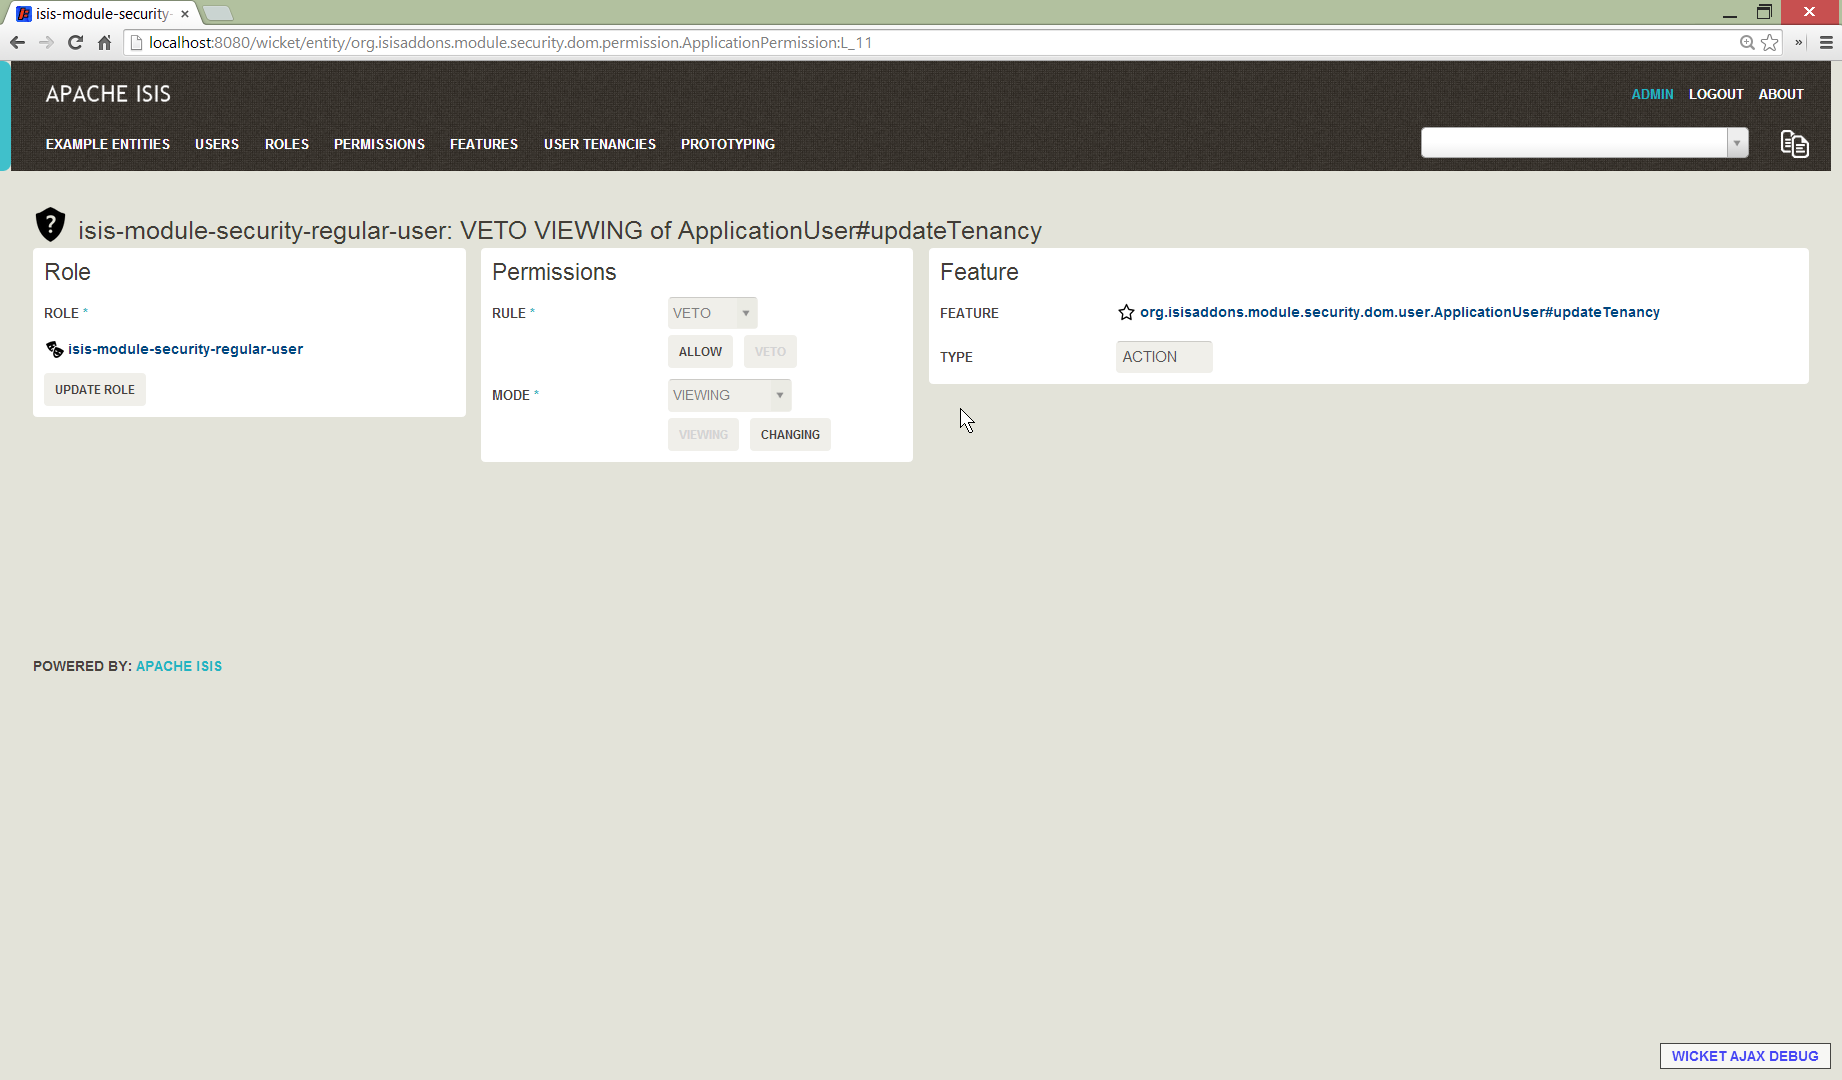 isis-module-security-
localhost:8080/wicket/entity/org.isisaddons.module.security.dom.permission.ApplicationPermission:L_11
APACHE ISIS
ADMIN LOGOUT ABOUT
EXAMPLE ENTITIES USERS ROLES PERMISSIONS FEATURES USER TENANCIES PROTOTYPING
isis-module-security-regular-user: VETO VIEWING of ApplicationUser#updateTenancy
Role
ROLE *
isis-module-security-regular-user
UPDATE ROLE
Permissions
RULE * VETO
ALLOW VETO
MODE * VIEWING
VIEWING CHANGING
Feature
FEATURE org.isisaddons.module.security.dom.user.ApplicationUser#updateTenancy
TYPE ACTION
POWERED BY: APACHE ISIS
WICKET AJAX DEBUG